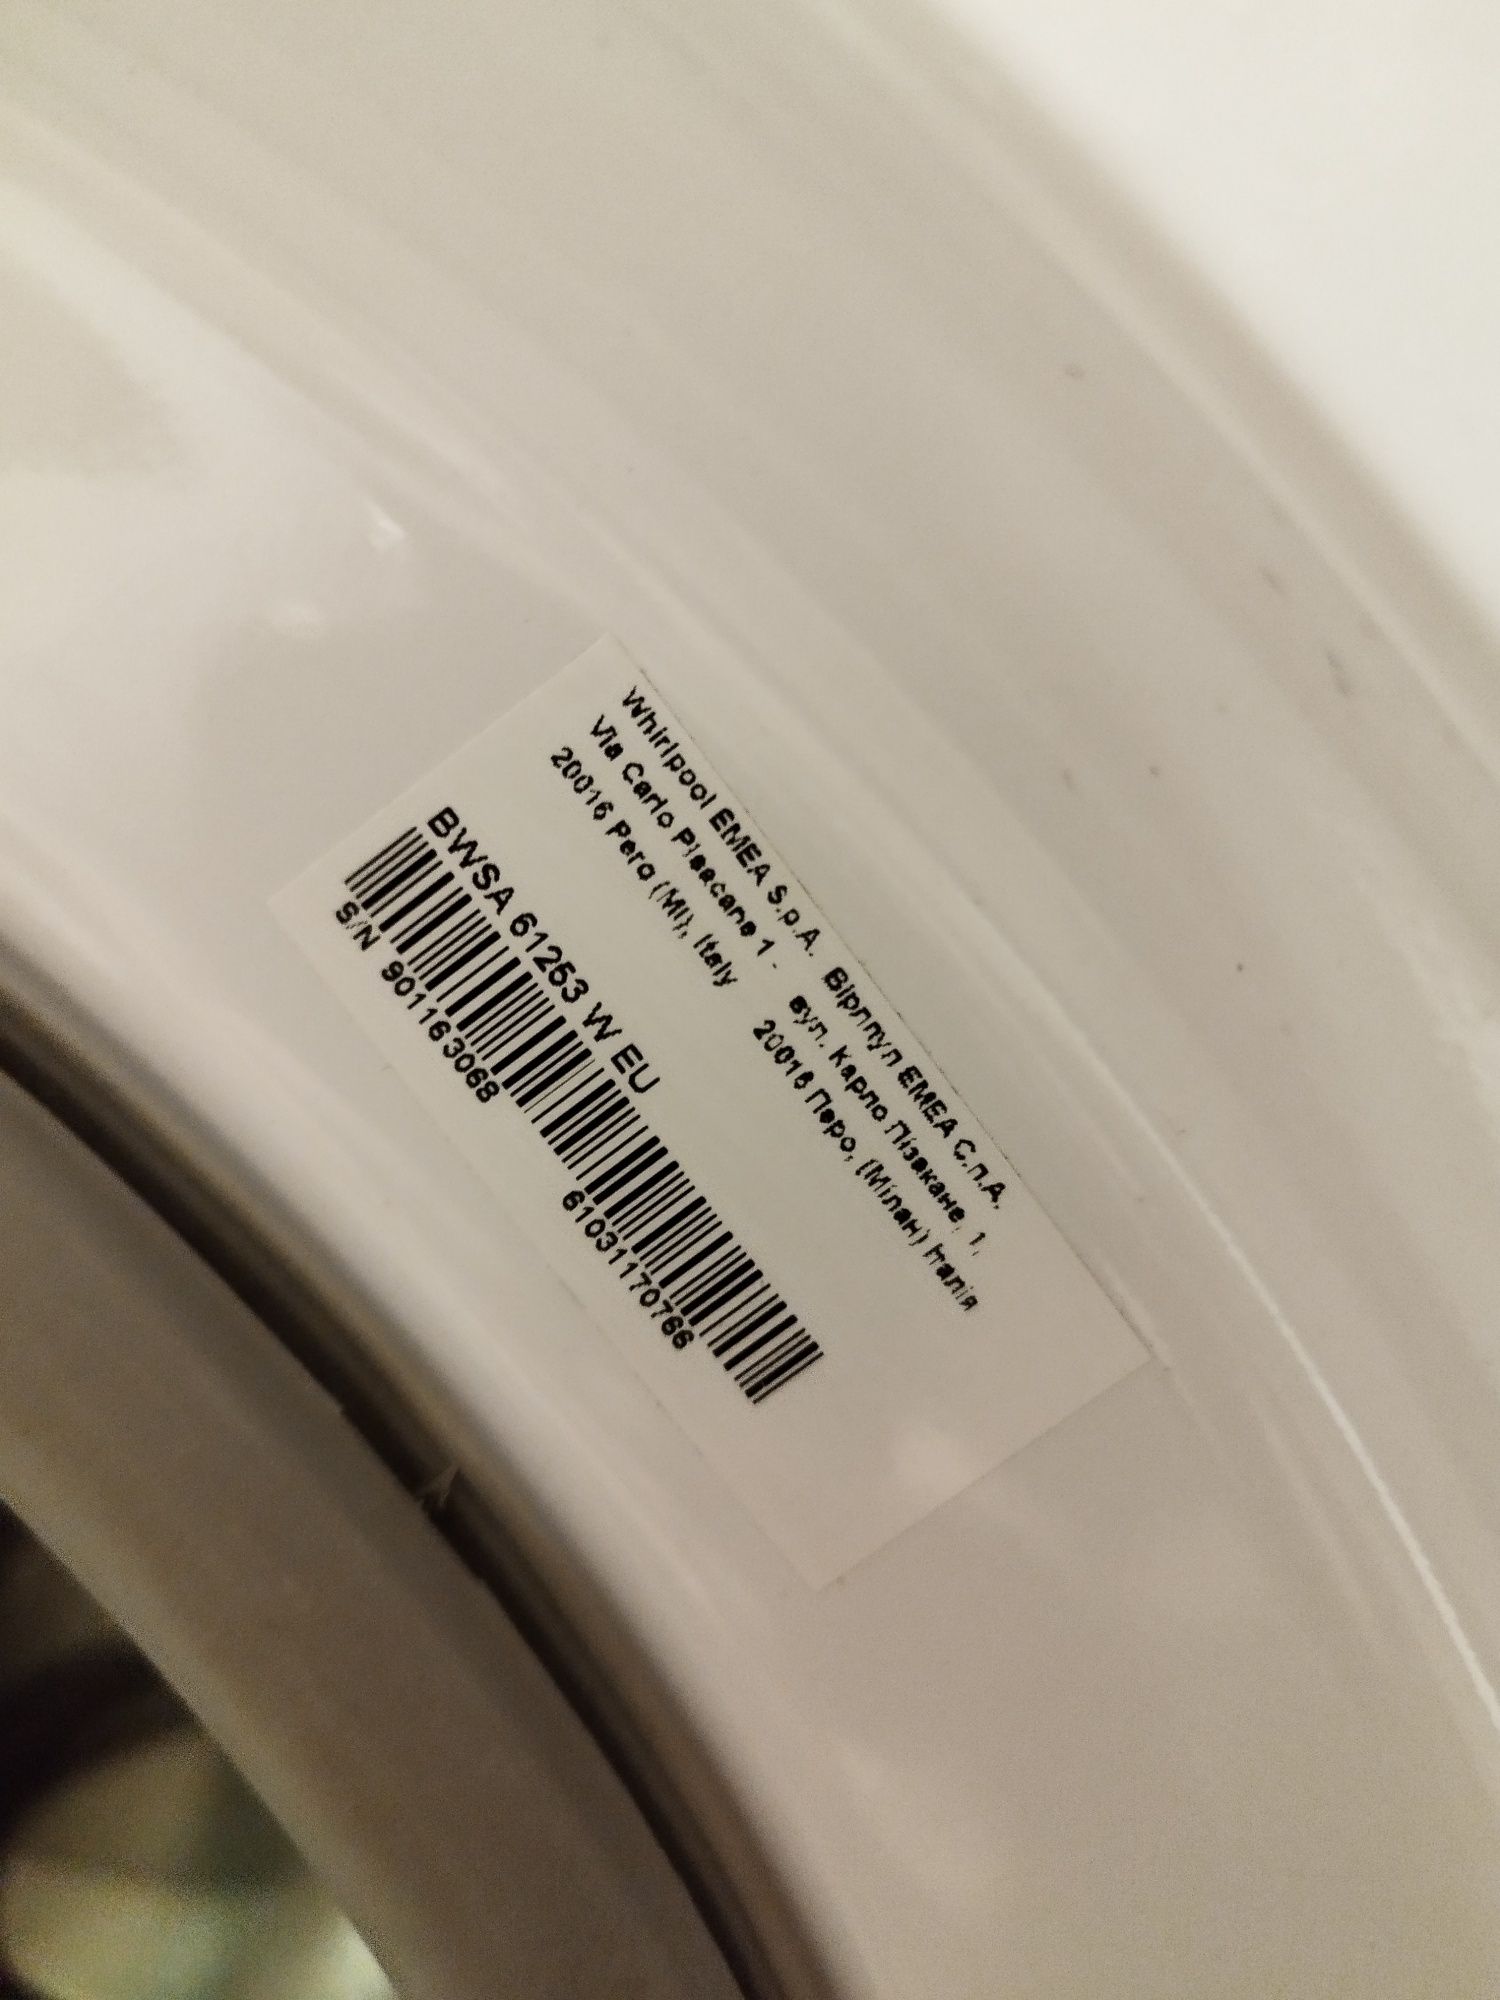 Whirlpool EMEA S.p.A.
Via Carlo Pisacane 1 -
20016 Pero (MI), Italy
Вірлпул ЕМЕА С.п.А.
вул. Карло Пізакане, 1,
20016 Перо, (Мілан) Італія
BWSA 61253 W EU
S/N 901163068
61031170766